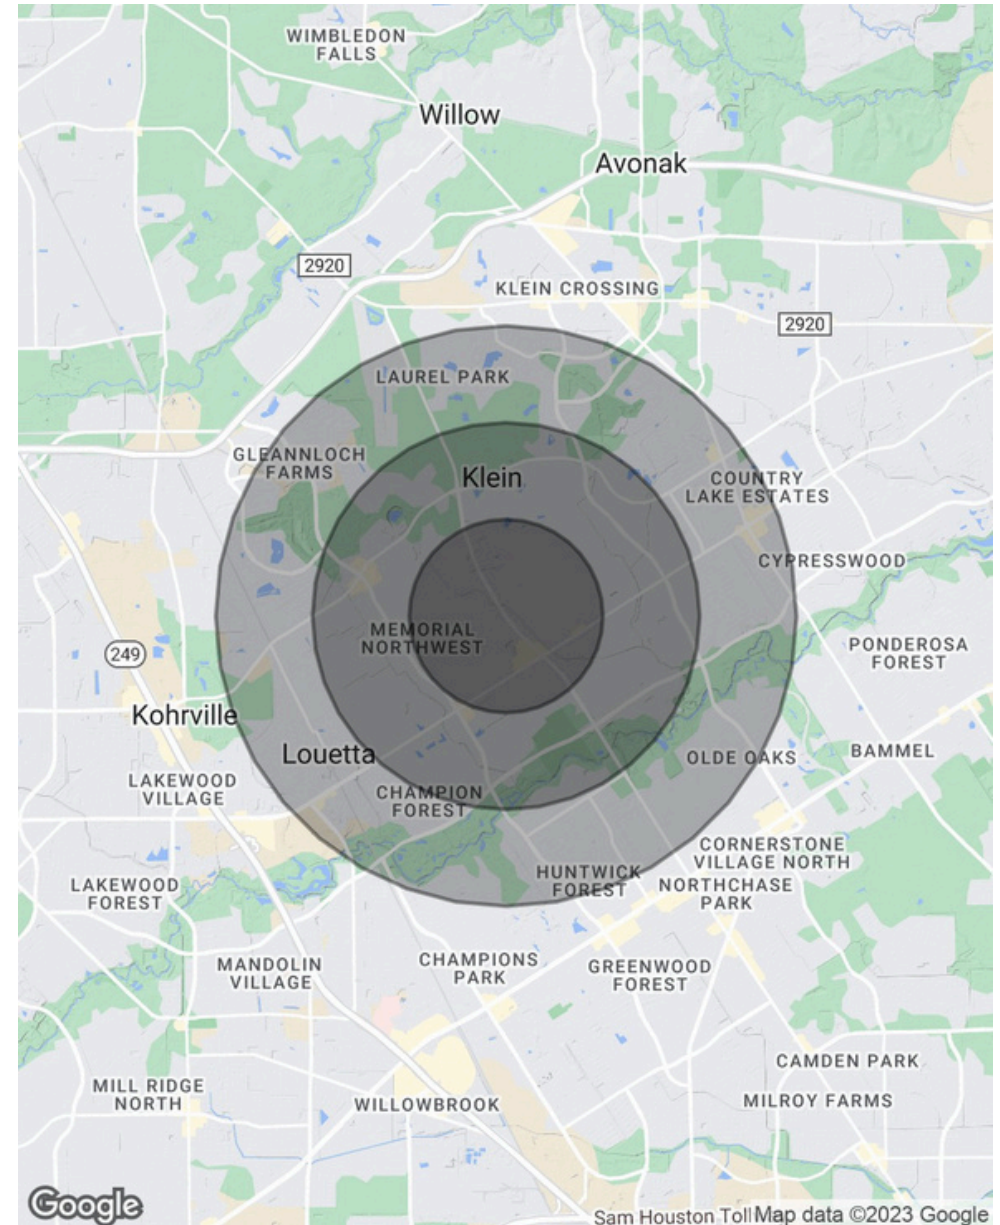 WIMBLEDON
FALLS
Willow
Avonak
2920
KLEIN CROSSING
2920
LAUREL PARK
GLEANNLOCH
FARMS
Klein
COUNTRY
LAKE ESTATES
CYPRESSWOOD
MEMORIAL
NORTHWEST
249
PONDEROSA
FOREST
Kohrville
Louetta
OLDE OAKS
BAMMEL
LAKEWOOD
VILLAGE
CHAMPION
FOREST
CORNERSTONE
VILLAGE NORTH
HUNTWICK
FOREST
NORTHCHASE
PARK
LAKEWOOD
FOREST
MANDOLIN
VILLAGE
CHAMPIONS
PARK
GREENWOOD
FOREST
CAMDEN PARK
MILL RIDGE
NORTH
WILLOWBROOK
MILROY FARMS
Google
Sam Houston Toll Map data ©2023 Google